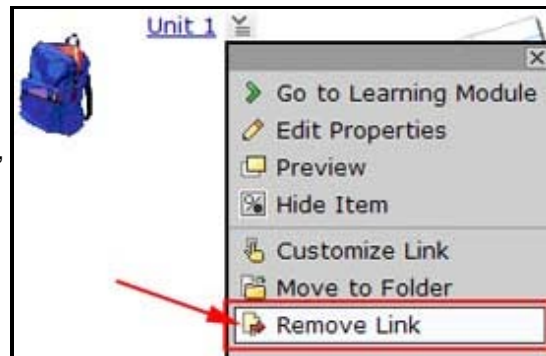 Unit 1
Go to Learning Module
Edit Properties
Preview
Hide Item
Customize Link
Move to Folder
Remove Link